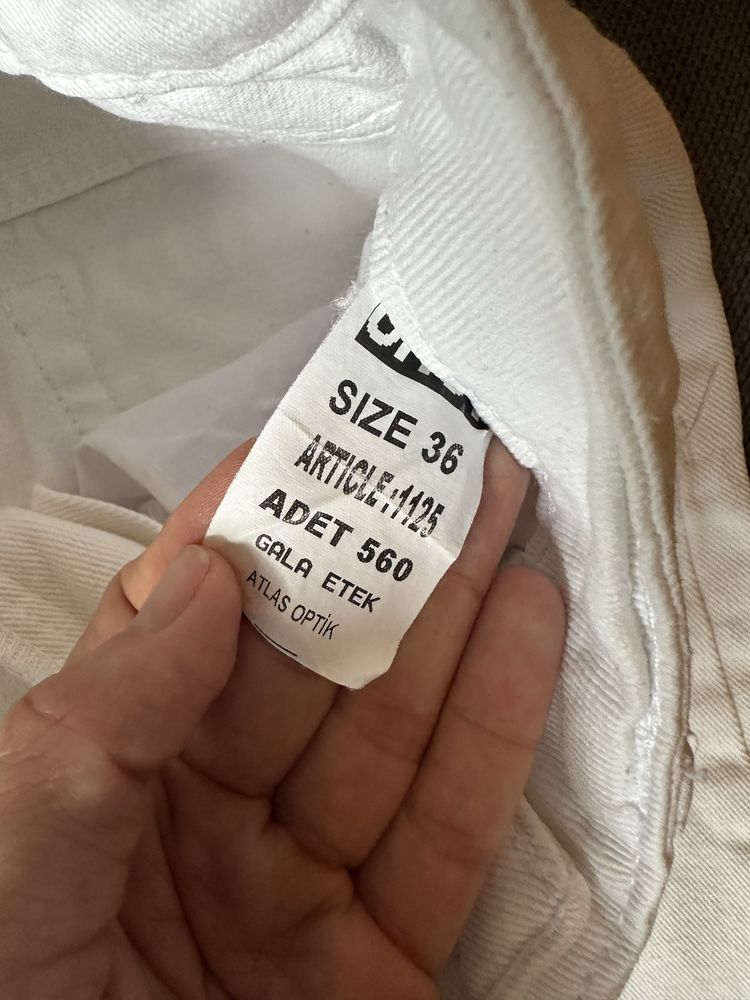 SIZE 36
ARTICLE:1125
ADET 560
GALA ETEK
ATLAS OPTİK